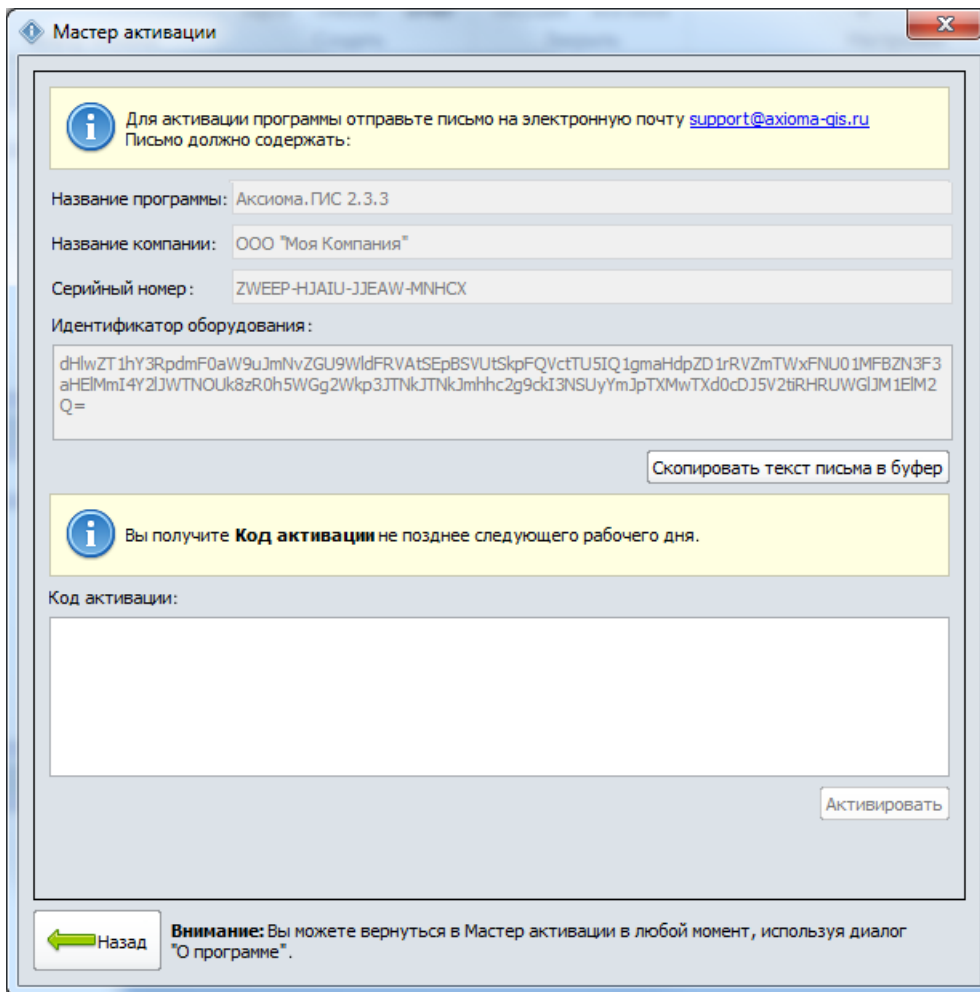 Мастер активации
Для активации программы отправьте письмо на электронную почту support@axioma-gis.ru
Письмо должно содержать:
Название программы: Аксиома.ГИС 2.3.3
Название компании: ООО "Моя Компания"
Серийный номер: ZWEEP-HJAIU-JJEAW-MNHCX
Идентификатор оборудования:
dHlwZT1hY3RpdmF0aW9uJmNvZGU9WldFRVAtSEpBSVUtSkpFQVctTU5IQ1gmaHdpZD1rRVZmTWxFNU01MFBZN3F3
aHElMmI4Y2lJWTNOUk8zR0h5WGg2Wkp3JTNkJTNkJmhhc2g9ckI3NSUyYmJpTXMwTXd0cDJ5V2tiRHRUWGlJM1ElM2
Q=
Скопировать текст письма в буфер
Вы получите Код активации не позднее следующего рабочего дня.
Код активации:
Активировать
Назад
Внимание: Вы можете вернуться в Мастер активации в любой момент, используя диалог
"О программе".